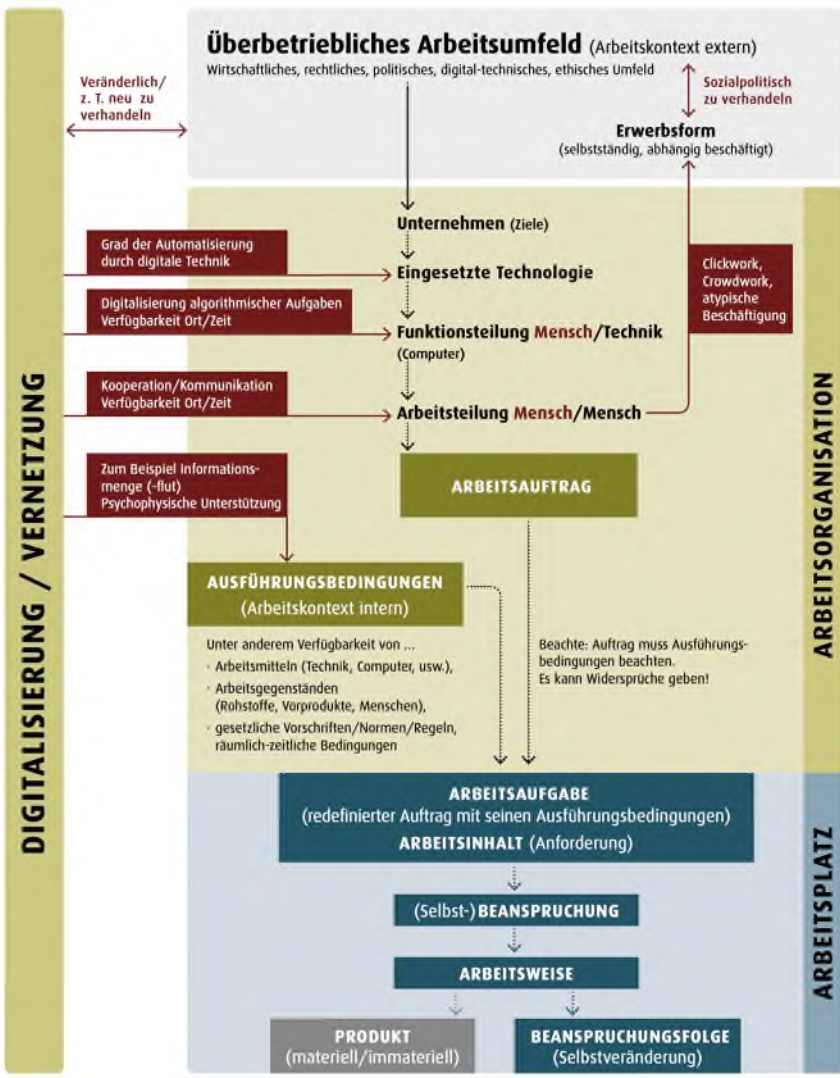 Überbetriebliches Arbeitsumfeld (Arbeitskontext extern)
Wirtschaftliches, rechtliches, politisches, digital-technisches, ethisches Umfeld
Veränderlich/
z. T. neu zu
verhandeln
Sozialpolitisch
zu verhandeln
Erwerbsform
(selbstständig, abhängig beschäftigt)
Unternehmen (Ziele)
Grad der Automatisierung
durch digitale Technik
Eingesetzte Technologie
Clickwork,
Crowdwork,
atypische
Beschäftigung
Digitalisierung algorithmischer Aufgaben
Verfügbarkeit Ort/Zeit
Funktionsteilung Mensch/Technik
(Computer)
Kooperation/Kommunikation
Verfügbarkeit Ort/Zeit
Arbeitsteilung Mensch/Mensch
Zum Beispiel Informations-
menge (-flut)
Psychophysische Unterstützung
ARBEITSAUFTRAG
AUSFÜHRUNGSBEDINGUNGEN
(Arbeitskontext intern)
Unter anderem Verfügbarkeit von ...
· Arbeitsmitteln (Technik, Computer, usw.),
· Arbeitsgegenständen
(Rohstoffe, Vorprodukte, Menschen),
· gesetzliche Vorschriften/Normen/Regeln,
räumlich-zeitliche Bedingungen
Beachte: Auftrag muss Ausführungs-
bedingungen beachten.
Es kann Widersprüche geben!
ARBEITSAUFGABE
(redefinierter Auftrag mit seinen Ausführungsbedingungen)
ARBEITSINHALT (Anforderung)
(Selbst-) BEANSPRUCHUNG
ARBEITSWEISE
PRODUKT
(materiell/immateriell)
BEANSPRUCHUNGSFOLGE
(Selbstveränderung)
DIGITALISIERUNG / VERNETZUNG
ARBEITSORGANISATION
ARBEITSPLATZ